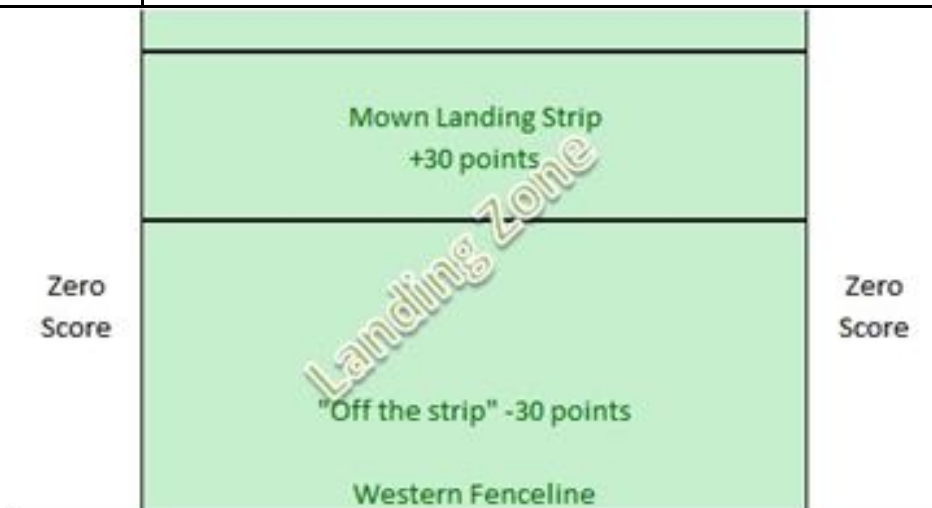 Mown Landing Strip
+30 points
Landing Zone
Zero
Score
Zero
Score
"Off the strip" -30 points
Western Fenceline